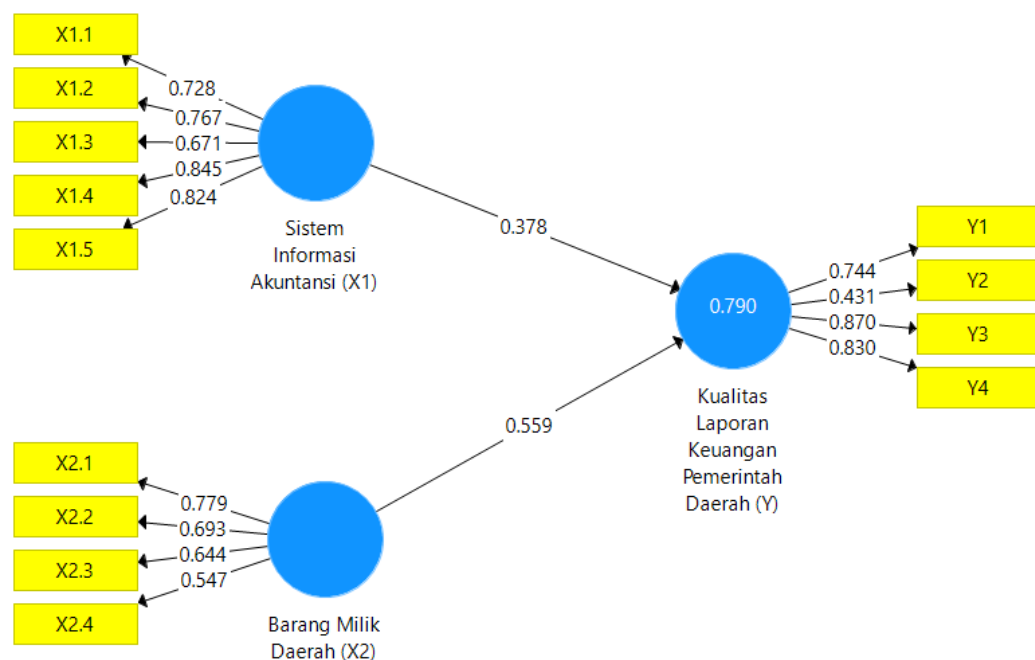 X1.1
X1.2
X1.3
X1.4
X1.5
0.728
0.767
0.671
0.845
0.824
Sistem
Informasi
Akuntansi (X1)
0.378
0.790
Kualitas
Laporan
Keuangan
Pemerintah
Daerah (Y)
0.744
0.431
0.870
0.830
Y1
Y2
Y3
Y4
0.559
X2.1
X2.2
X2.3
X2.4
0.779
0.693
0.644
0.547
Barang Milik
Daerah (X2)